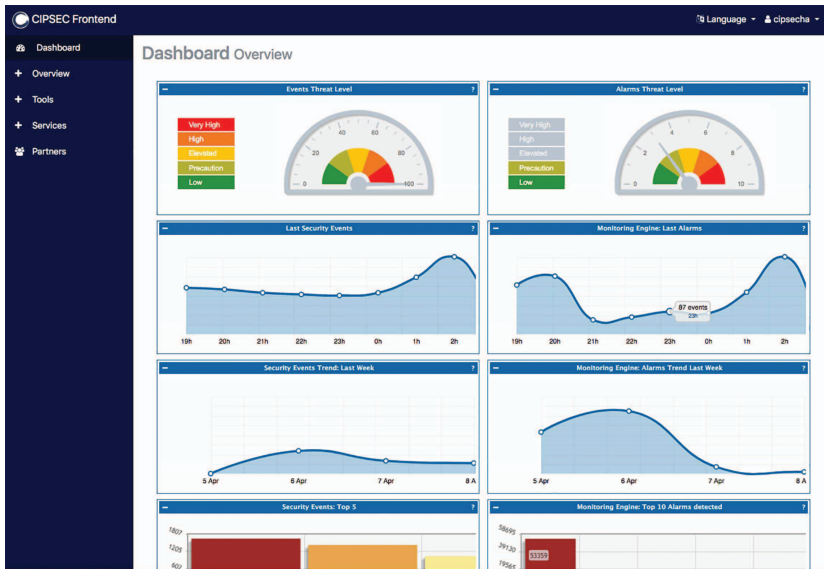 CIPSEC Frontend
Language
cipsecha
Dashboard
Overview
Tools
Services
Partners
Dashboard Overview
− Events Threat Level ?
Very High
High
Elevated
Precaution
Low
0 20 40 60 80 100
− Alarms Threat Level ?
Very High
High
Elevated
Precaution
Low
0 2 4 6 8 10
− Last Security Events ?
19h 20h 21h 22h 23h 0h 1h 2h
− Monitoring Engine: Last Alarms ?
87 events
23h
19h 20h 21h 22h 23h 0h 1h 2h
− Security Events Trend: Last Week ?
5 Apr 6 Apr 7 Apr 8 A
− Monitoring Engine: Alarms Trend Last Week ?
5 Apr 6 Apr 7 Apr 8 A
− Security Events: Top 5 ?
1807
1205
602
− Monitoring Engine: Top 10 Alarms detected ?
58695
39130
19565
53359